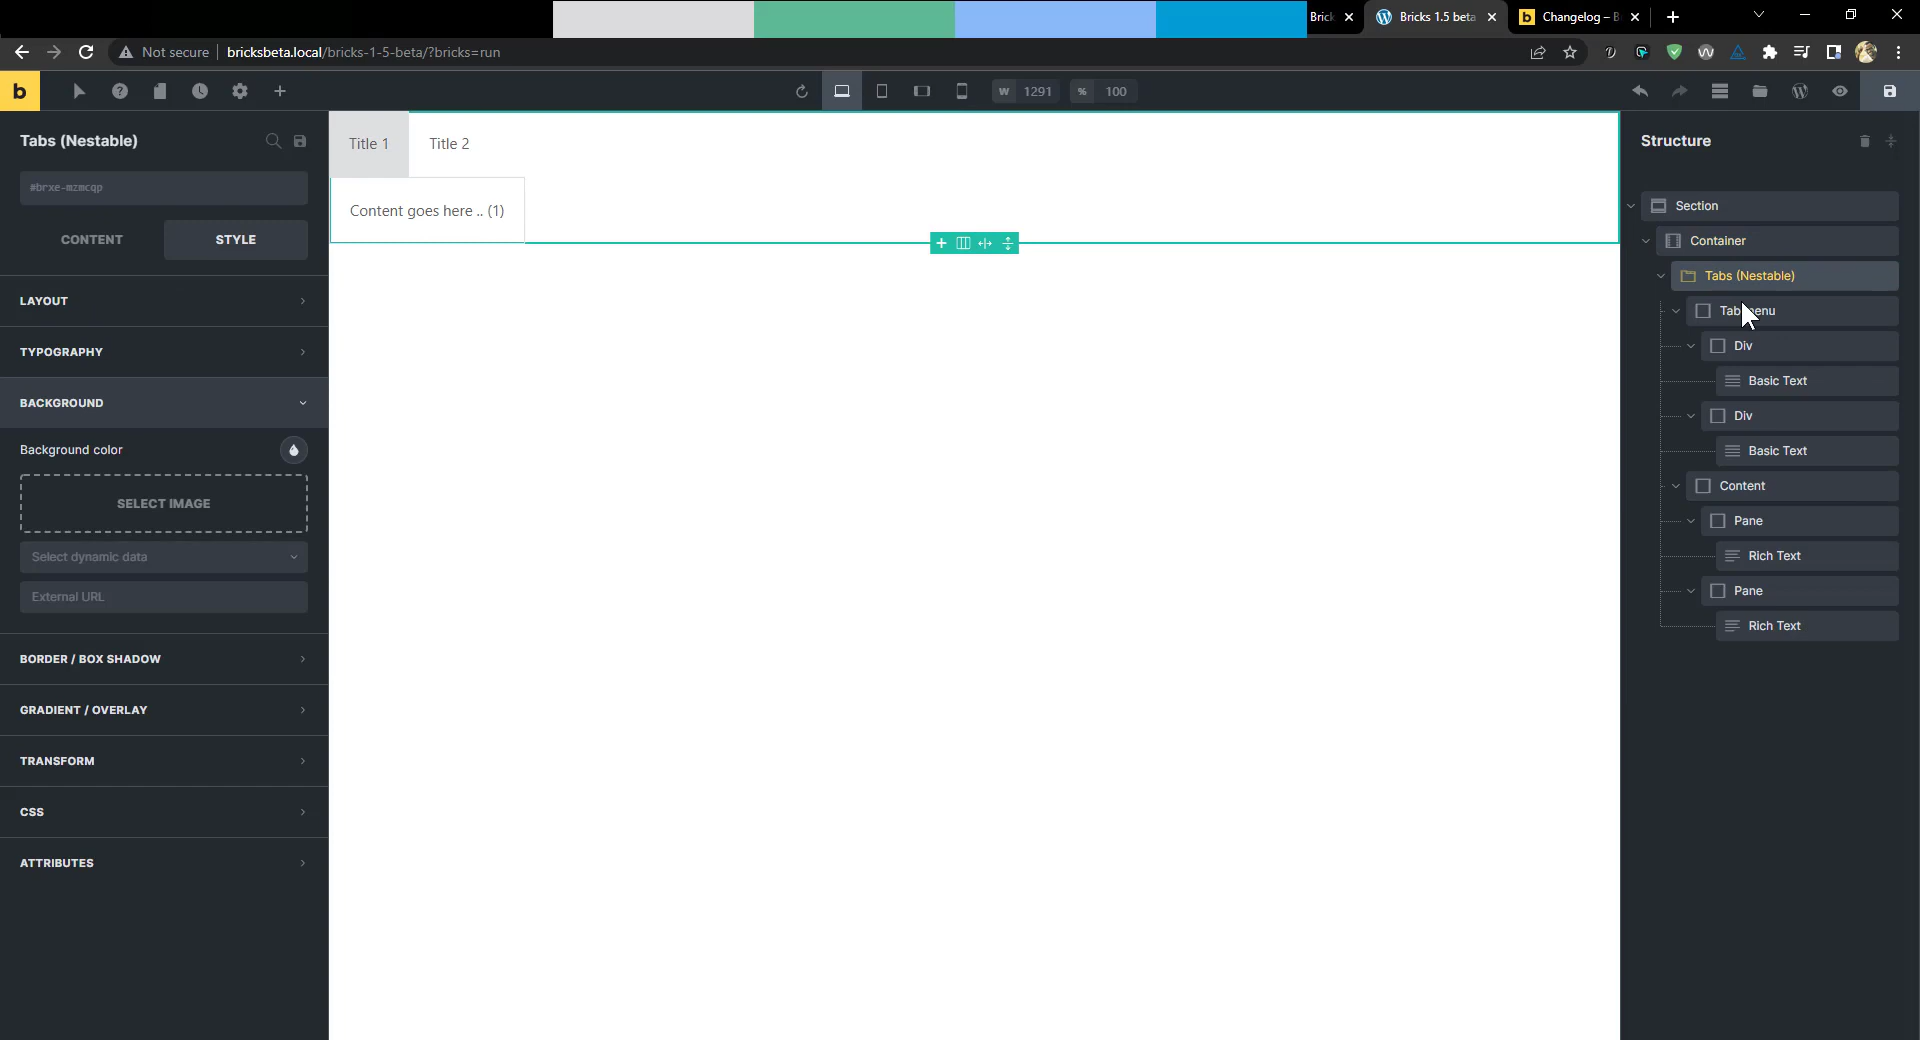 Brick
Bricks 1.5 beta
Changelog – B
Not secure
bricksbeta.local/bricks-1-5-beta/?bricks=run
b
W 1291
% 100
Tabs (Nestable)
#brxe-mzmcqp
CONTENT
STYLE
LAYOUT
TYPOGRAPHY
BACKGROUND
Background color
SELECT IMAGE
Select dynamic data
External URL
BORDER / BOX SHADOW
GRADIENT / OVERLAY
TRANSFORM
CSS
ATTRIBUTES
Title 1
Title 2
Content goes here .. (1)
Structure
Section
Container
Tabs (Nestable)
Tab menu
Div
Basic Text
Div
Basic Text
Content
Pane
Rich Text
Pane
Rich Text